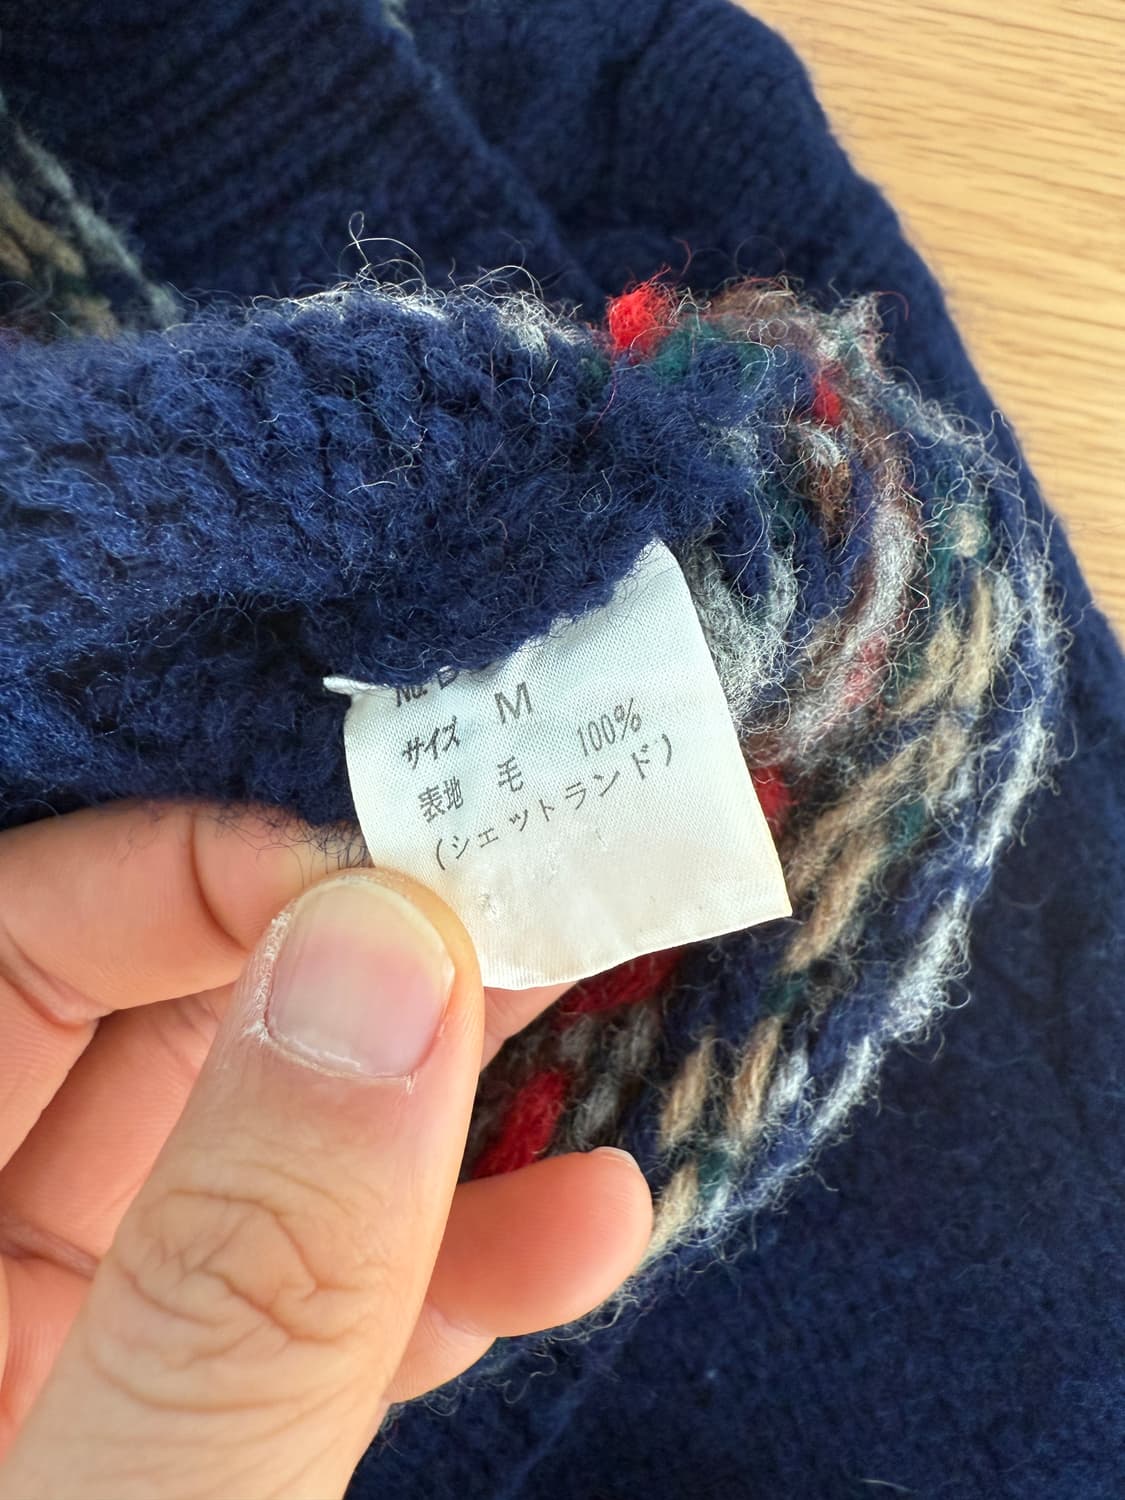 サイズ M
表地 毛 100%
(シェットランド)